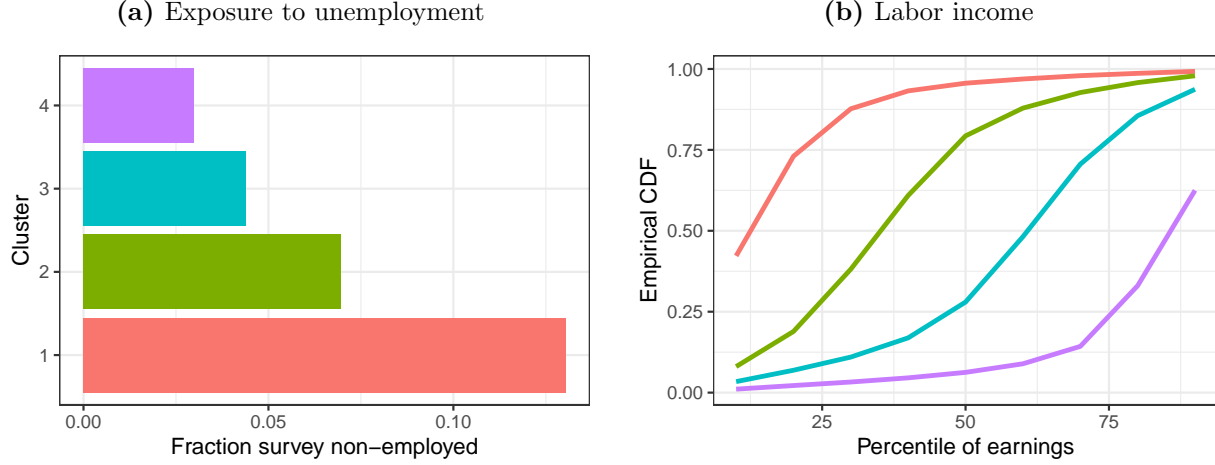 (a) Exposure to unemployment
4
3
2
1
Cluster
0.00 0.05 0.10
Fraction survey non−employed
(b) Labor income
1.00
0.75
0.50
0.25
0.00
Empirical CDF
25 50 75
Percentile of earnings